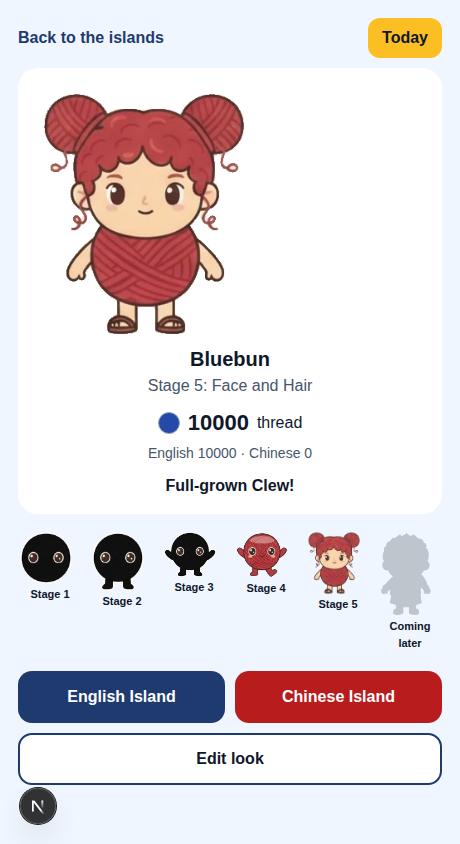 Back to the islands
Today
Bluebun
Stage 5: Face and Hair
10000 thread
English 10000 · Chinese 0
Full-grown Clew!
Stage 1
Stage 2
Stage 3
Stage 4
Stage 5
Coming
later
English Island
Chinese Island
Edit look
N